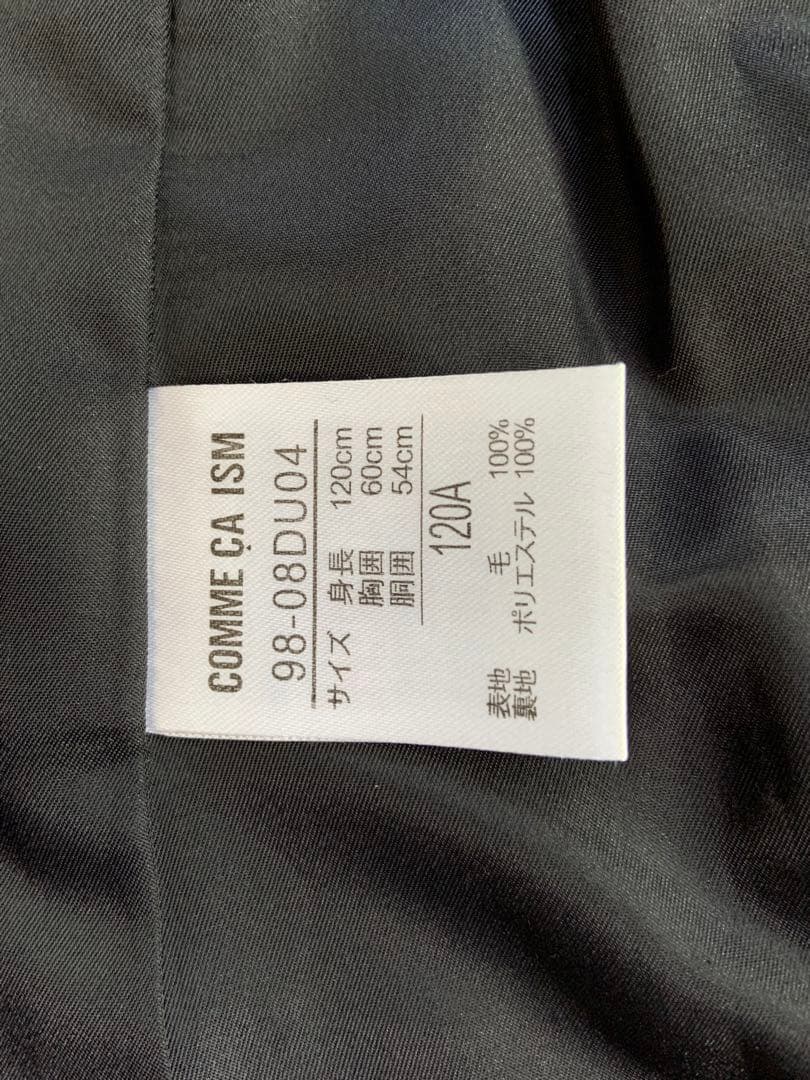 COMME ÇA ISM
98-08DU04
サイズ 身長 120cm
胸囲 60cm
胴囲 54cm
120A
表地 毛 100%
裏地 ポリエステル 100%